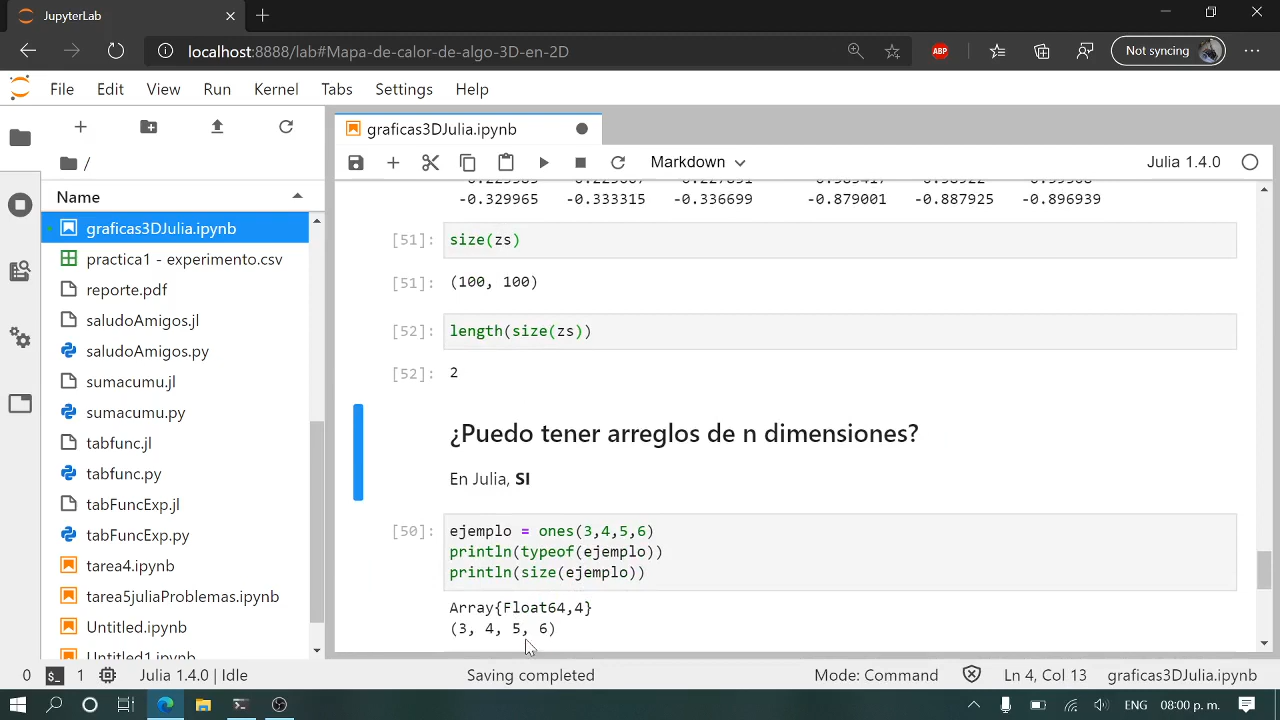 JupyterLab
localhost:8888/lab#Mapa-de-calor-de-algo-3D-en-2D
ABP
Not syncing
File Edit View Run Kernel Tabs Settings Help
graficas3DJulia.ipynb
Markdown
Julia 1.4.0
/
Name
graficas3DJulia.ipynb
practica1 - experimento.csv
reporte.pdf
saludoAmigos.jl
saludoAmigos.py
sumacumu.jl
sumacumu.py
tabfunc.jl
tabfunc.py
tabFuncExp.jl
tabFuncExp.py
tarea4.ipynb
tarea5juliaProblemas.ipynb
Untitled.ipynb
Untitled1.ipynb
-0.329965 -0.333315 -0.336699 -0.879001 -0.887925 -0.896939
[51]: size(zs)
[51]: (100, 100)
[52]: length(size(zs))
[52]: 2
¿Puedo tener arreglos de n dimensiones?
En Julia, SI
[50]: ejemplo = ones(3,4,5,6)
println(typeof(ejemplo))
println(size(ejemplo))
Array{Float64,4}
(3, 4, 5, 6)
0 $_ 1 Julia 1.4.0 | Idle Saving completed Mode: Command Ln 4, Col 13 graficas3DJulia.ipynb
ENG 08:00 p. m.